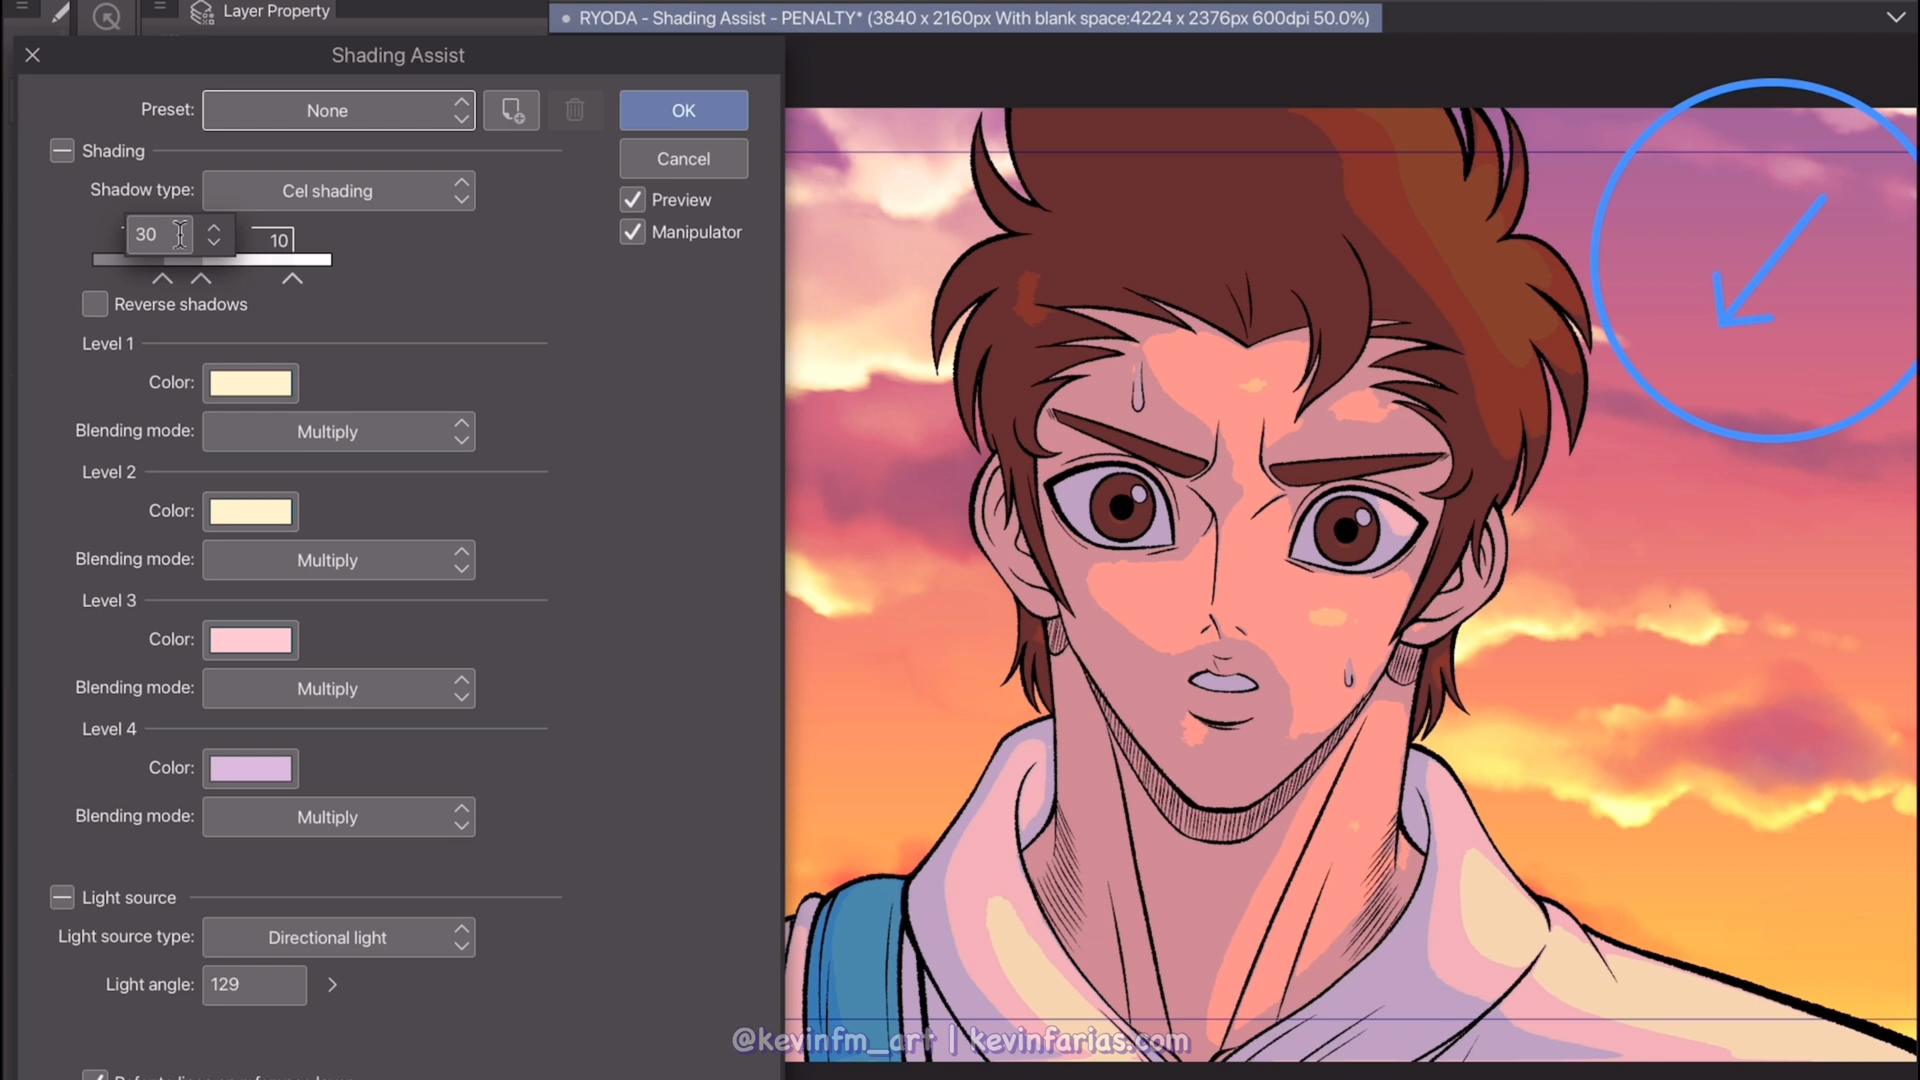 Layer Property
RYODA - Shading Assist - PENALTY* (3840 x 2160px With blank space:4224 x 2376px 600dpi 50.0%)
Shading Assist
Preset: None
OK
Shading
Cancel
Shadow type: Cel shading
Preview
30
10
Manipulator
Reverse shadows
Level 1
Color:
Blending mode: Multiply
Level 2
Color:
Blending mode: Multiply
Level 3
Color:
Blending mode: Multiply
Level 4
Color:
Blending mode: Multiply
Light source
Light source type: Directional light
Light angle: 129
@kevinfm_art | kevinfarias.com